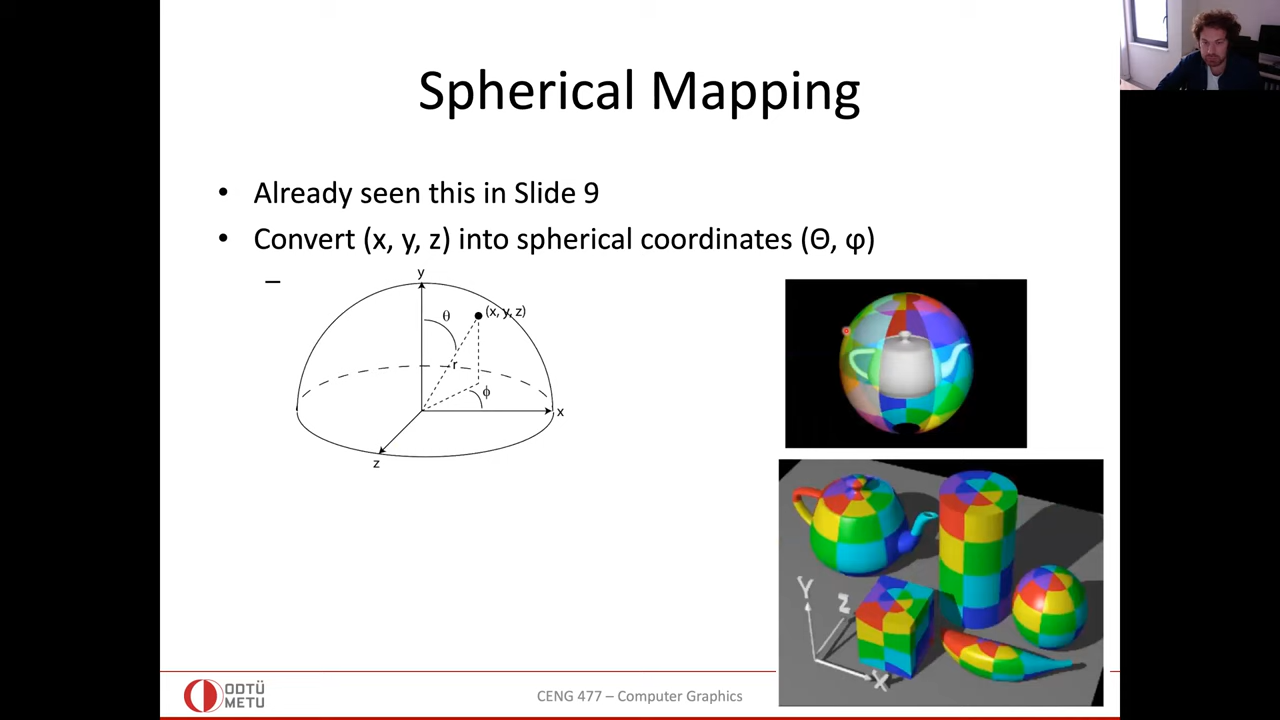 Spherical Mapping
• Already seen this in Slide 9
• Convert (x, y, z) into spherical coordinates (Θ, φ)
–
y
θ
(x, y, z)
r
ϕ
x
z
Y
Z
X
ODTÜ
METU
CENG 477 – Computer Graphics